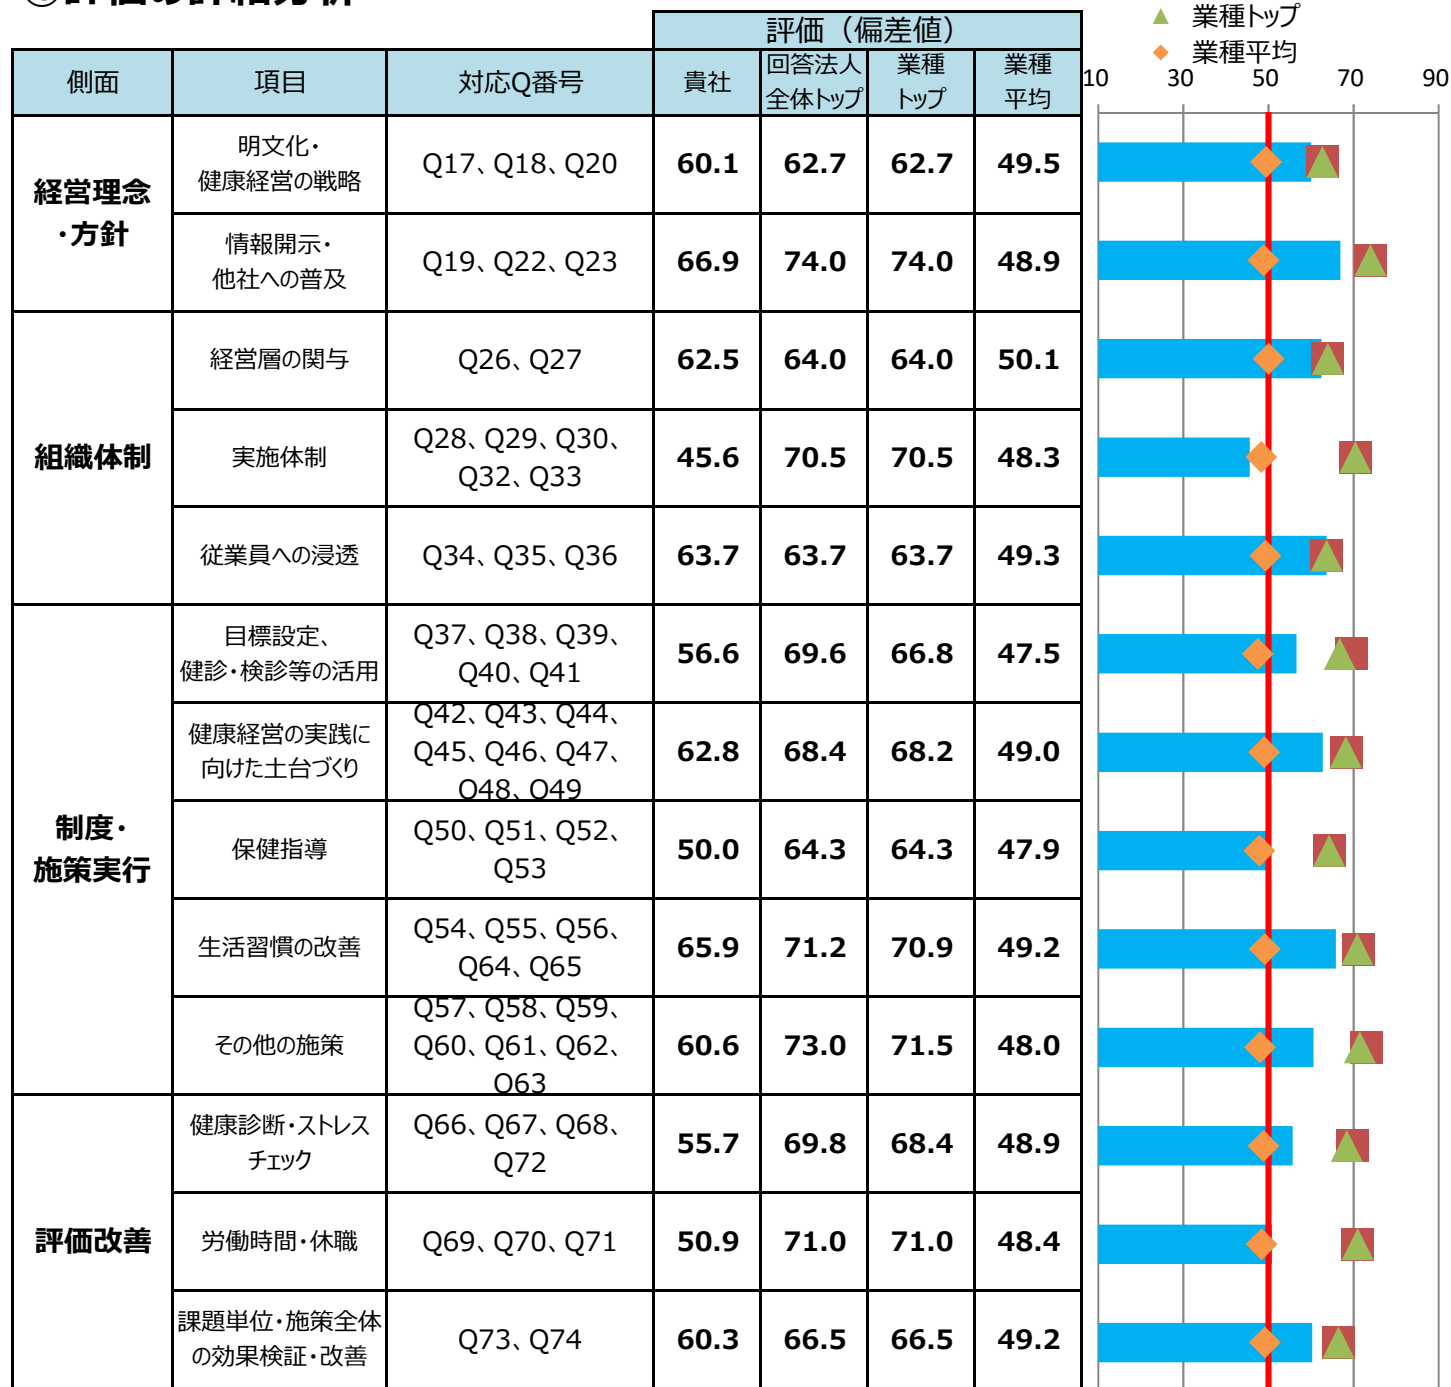 ▲ 業種トップ
◆ 業種平均
10 30 50 70 90
評価（偏差値）
側面 項目 対応Q番号 貴社 回答法人 業種 業種
全体トップ トップ 平均
経営理念
・方針
明文化・
健康経営の戦略
Q17、Q18、Q20 60.1 62.7 62.7 49.5
情報開示・
他社への普及
Q19、Q22、Q23 66.9 74.0 74.0 48.9
組織体制
経営層の関与 Q26、Q27 62.5 64.0 64.0 50.1
実施体制
Q28、Q29、Q30、
Q32、Q33
45.6 70.5 70.5 48.3
従業員への浸透 Q34、Q35、Q36 63.7 63.7 63.7 49.3
制度・
施策実行
目標設定、
健診・検診等の活用
Q37、Q38、Q39、
Q40、Q41
56.6 69.6 66.8 47.5
健康経営の実践に
向けた土台づくり
Q42、Q43、Q44、
Q45、Q46、Q47、
Q48、Q49
62.8 68.4 68.2 49.0
保健指導
Q50、Q51、Q52、
Q53
50.0 64.3 64.3 47.9
生活習慣の改善
Q54、Q55、Q56、
Q64、Q65
65.9 71.2 70.9 49.2
その他の施策
Q57、Q58、Q59、
Q60、Q61、Q62、
Q63
60.6 73.0 71.5 48.0
評価改善
健康診断・ストレス
チェック
Q66、Q67、Q68、
Q72
55.7 69.8 68.4 48.9
労働時間・休職 Q69、Q70、Q71 50.9 71.0 71.0 48.4
課題単位・施策全体
の効果検証・改善
Q73、Q74 60.3 66.5 66.5 49.2